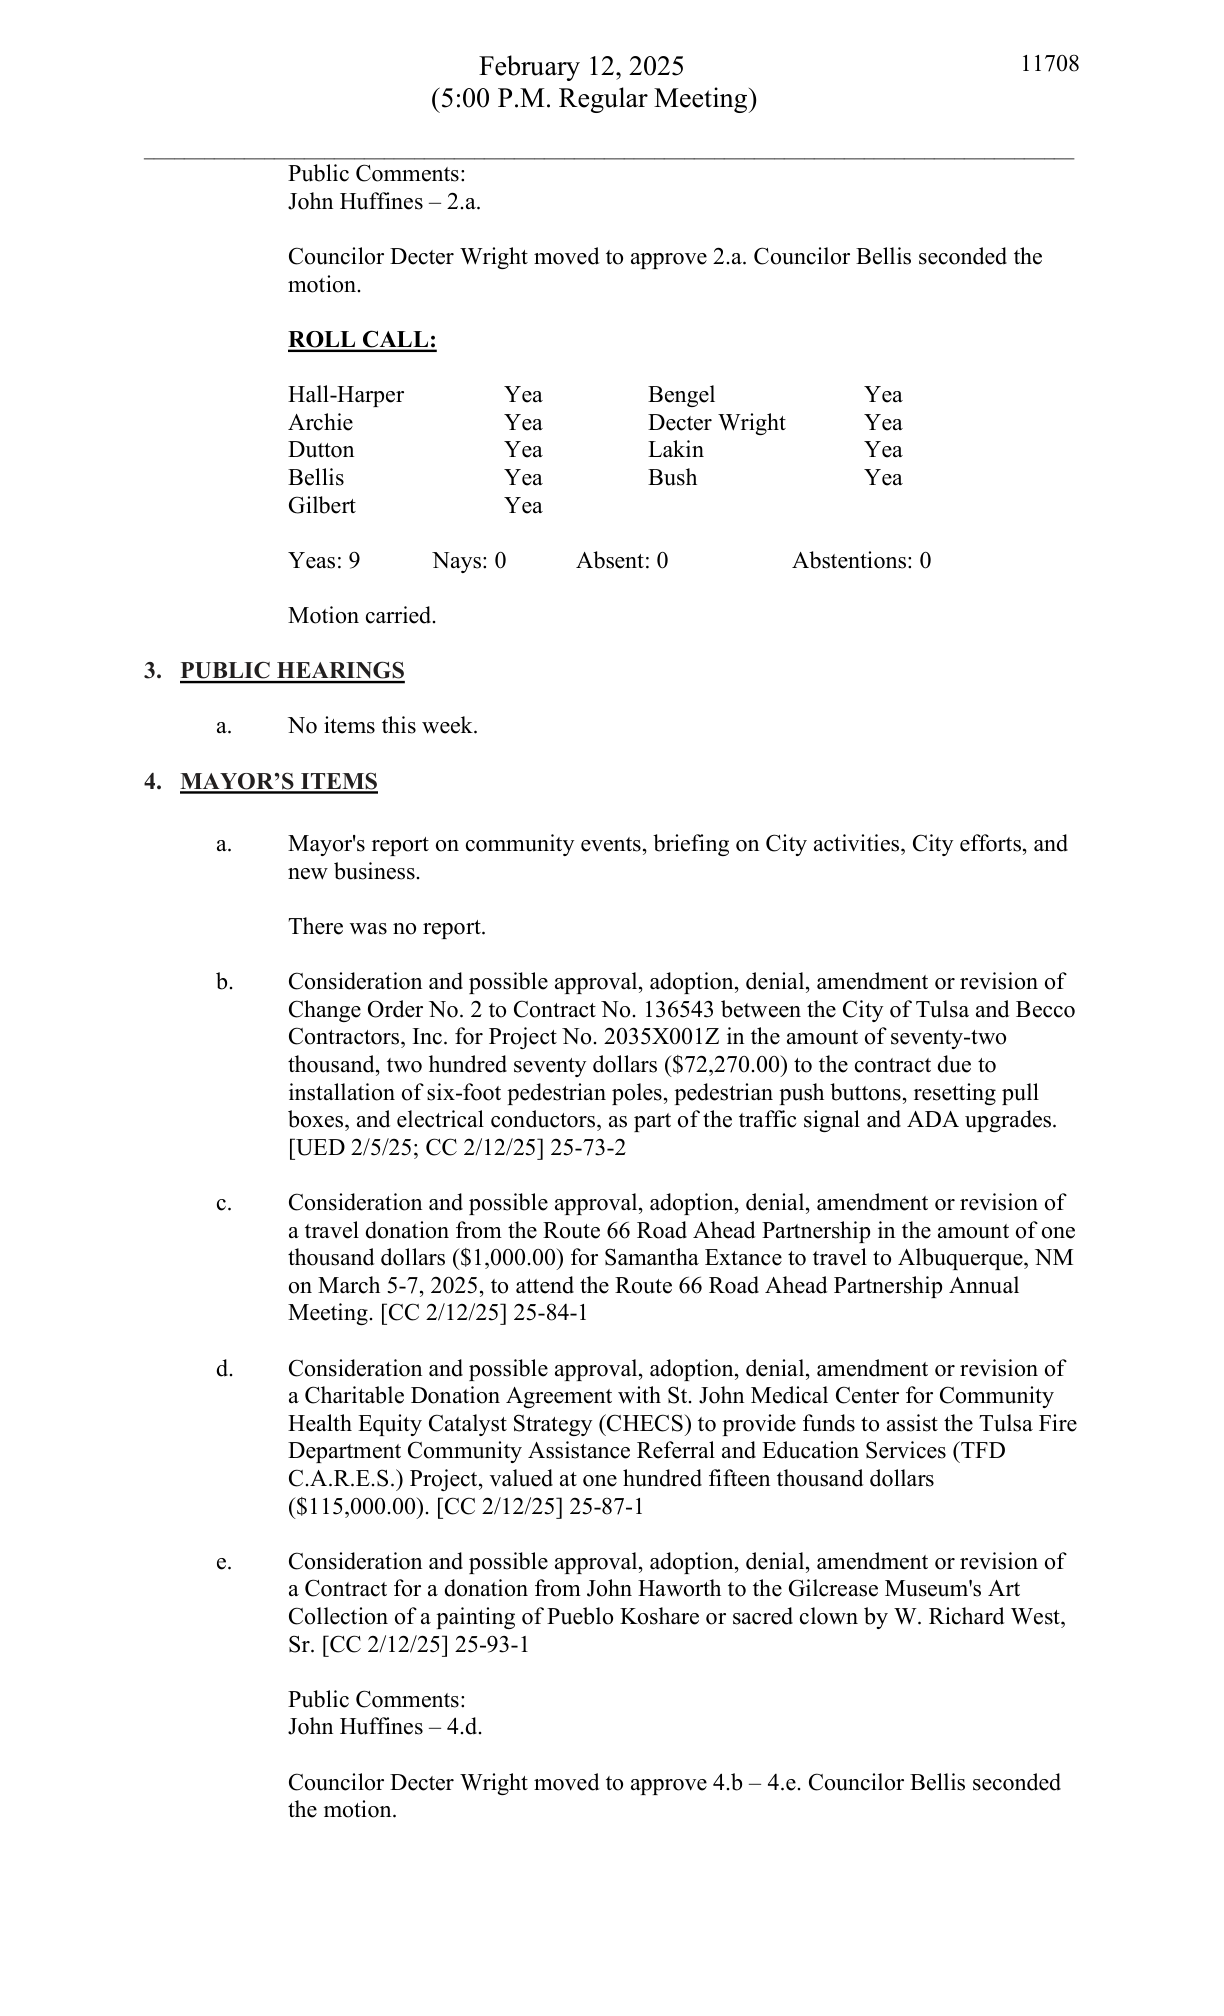 February 12, 2025
11708
(5:00 P.M. Regular Meeting)
Public Comments:
John Huffines – 2.a.
Councilor Decter Wright moved to approve 2.a. Councilor Bellis seconded the
motion.
ROLL CALL:
Hall-Harper Yea Bengel Yea
Archie Yea Decter Wright Yea
Dutton Yea Lakin Yea
Bellis Yea Bush Yea
Gilbert Yea
Yeas: 9 Nays: 0 Absent: 0 Abstentions: 0
Motion carried.
3. PUBLIC HEARINGS
a. No items this week.
4. MAYOR’S ITEMS
a. Mayor's report on community events, briefing on City activities, City efforts, and
new business.
There was no report.
b. Consideration and possible approval, adoption, denial, amendment or revision of
Change Order No. 2 to Contract No. 136543 between the City of Tulsa and Becco
Contractors, Inc. for Project No. 2035X001Z in the amount of seventy-two
thousand, two hundred seventy dollars ($72,270.00) to the contract due to
installation of six-foot pedestrian poles, pedestrian push buttons, resetting pull
boxes, and electrical conductors, as part of the traffic signal and ADA upgrades.
[UED 2/5/25; CC 2/12/25] 25-73-2
c. Consideration and possible approval, adoption, denial, amendment or revision of
a travel donation from the Route 66 Road Ahead Partnership in the amount of one
thousand dollars ($1,000.00) for Samantha Extance to travel to Albuquerque, NM
on March 5-7, 2025, to attend the Route 66 Road Ahead Partnership Annual
Meeting. [CC 2/12/25] 25-84-1
d. Consideration and possible approval, adoption, denial, amendment or revision of
a Charitable Donation Agreement with St. John Medical Center for Community
Health Equity Catalyst Strategy (CHECS) to provide funds to assist the Tulsa Fire
Department Community Assistance Referral and Education Services (TFD
C.A.R.E.S.) Project, valued at one hundred fifteen thousand dollars
($115,000.00). [CC 2/12/25] 25-87-1
e. Consideration and possible approval, adoption, denial, amendment or revision of
a Contract for a donation from John Haworth to the Gilcrease Museum's Art
Collection of a painting of Pueblo Koshare or sacred clown by W. Richard West,
Sr. [CC 2/12/25] 25-93-1
Public Comments:
John Huffines – 4.d.
Councilor Decter Wright moved to approve 4.b – 4.e. Councilor Bellis seconded
the motion.